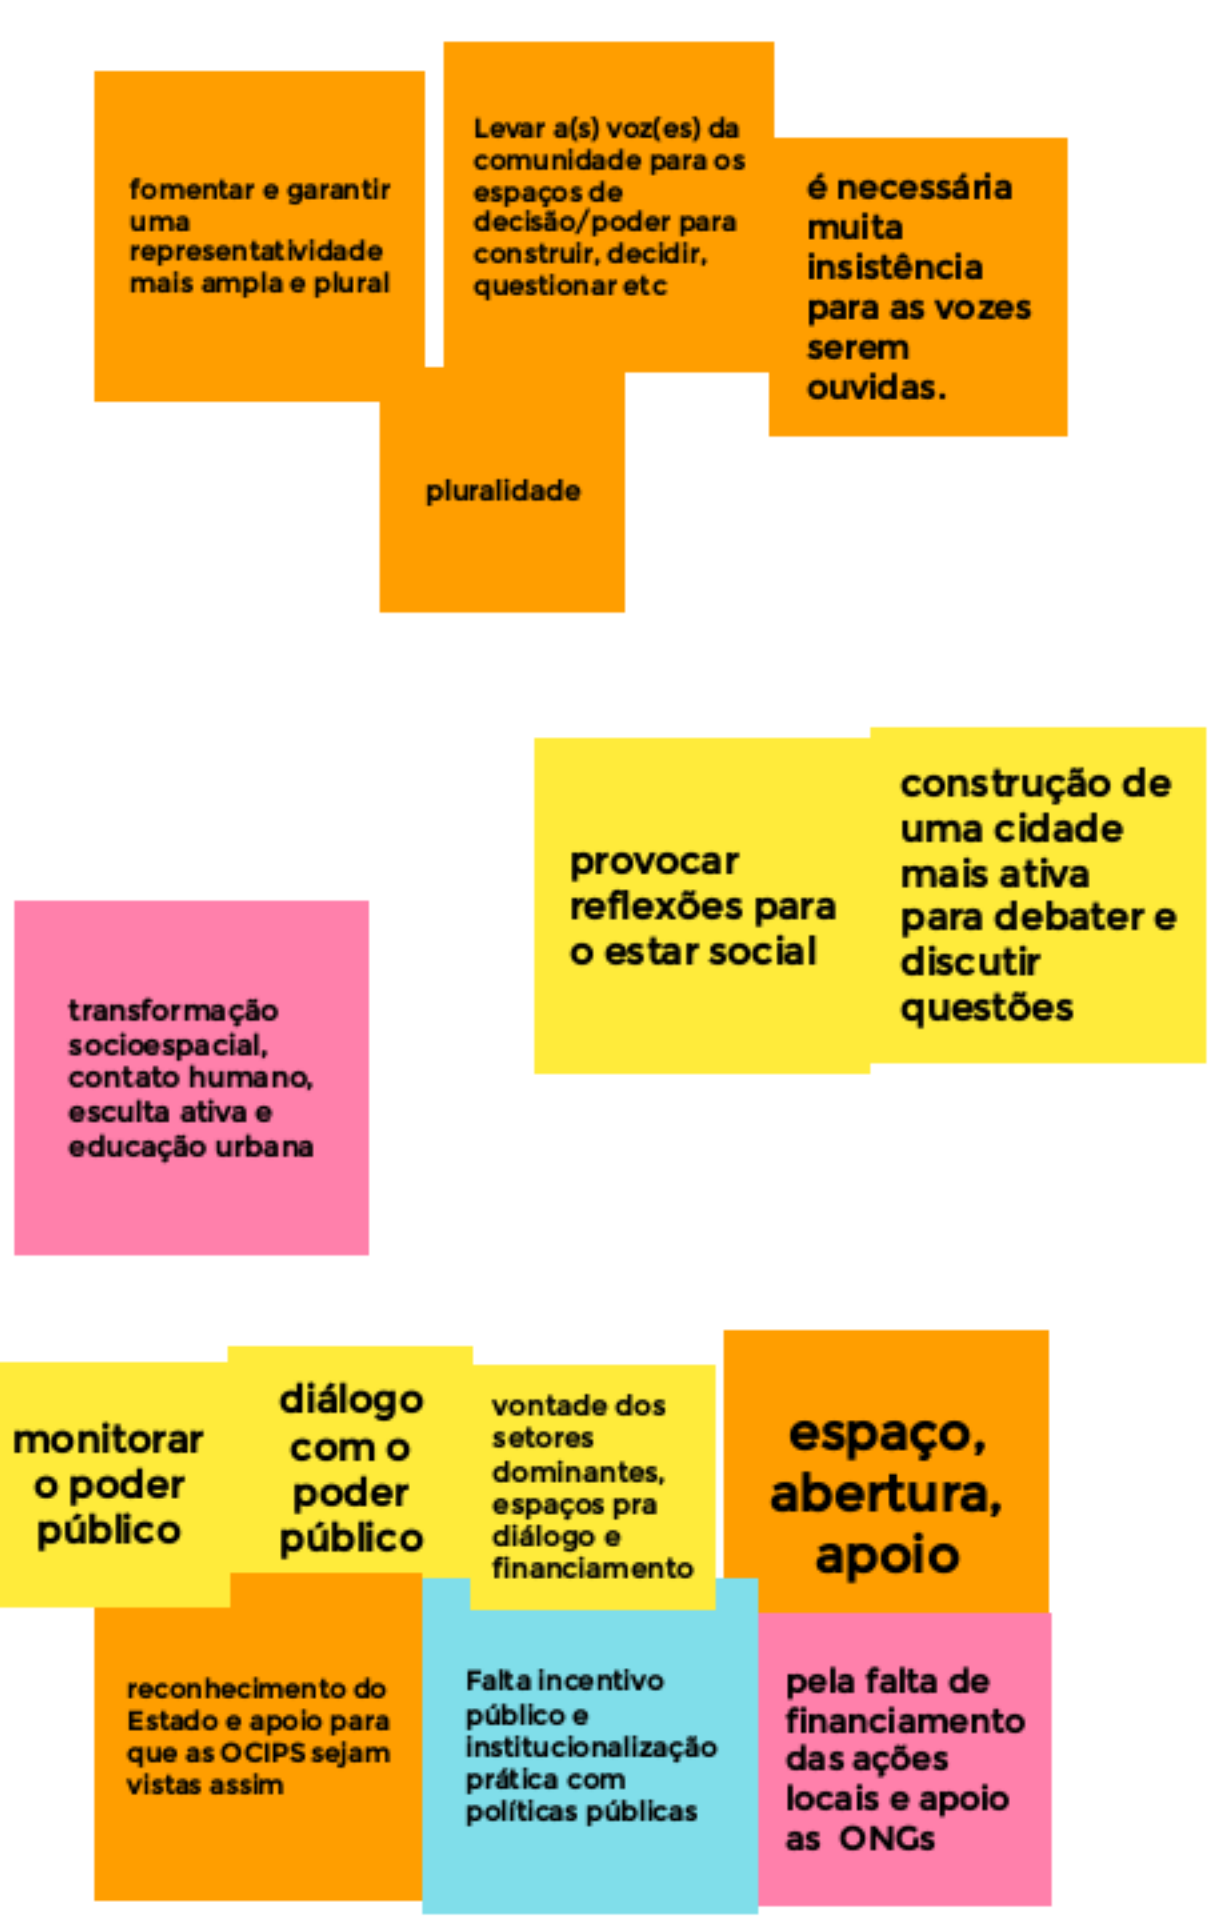 fomentar e garantir
uma
representatividade
mais ampla e plural
Levar a(s) voz(es) da
comunidade para os
espaços de
decisão/poder para
construir, decidir,
questionar etc
é necessária
muita
insistência
para as vozes
serem
ouvidas.
pluralidade
provocar
reflexões para
o estar social
construção de
uma cidade
mais ativa
para debater e
discutir
questões
transformação
socioespacial,
contato humano,
esculta ativa e
educação urbana
monitorar
o poder
público
diálogo
com o
poder
público
vontade dos
setores
dominantes,
espaços pra
diálogo e
financiamento
espaço,
abertura,
apoio
reconhecimento do
Estado e apoio para
que as OCIPS sejam
vistas assim
Falta incentivo
público e
institucionalização
prática com
políticas públicas
pela falta de
financiamento
das ações
locais e apoio
as ONGs